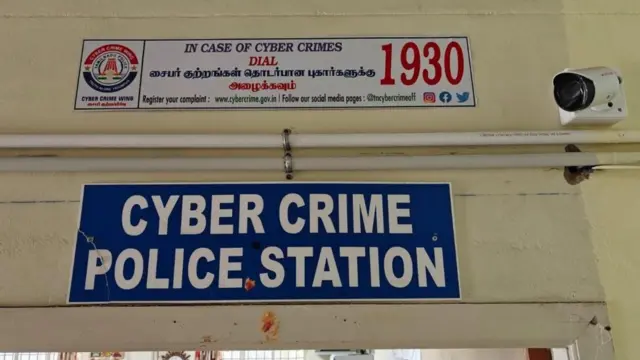 IN CASE OF CYBER CRIMES
DIAL
சைபர் குற்றங்கள் தொடர்பான புகார்களுக்கு
அழைக்கவும்
1930
CYBER CRIME WING
Register your complaint : www.cybercrime.gov.in | Follow our social media pages : @tncybercrimeoff
CYBER CRIME
POLICE STATION